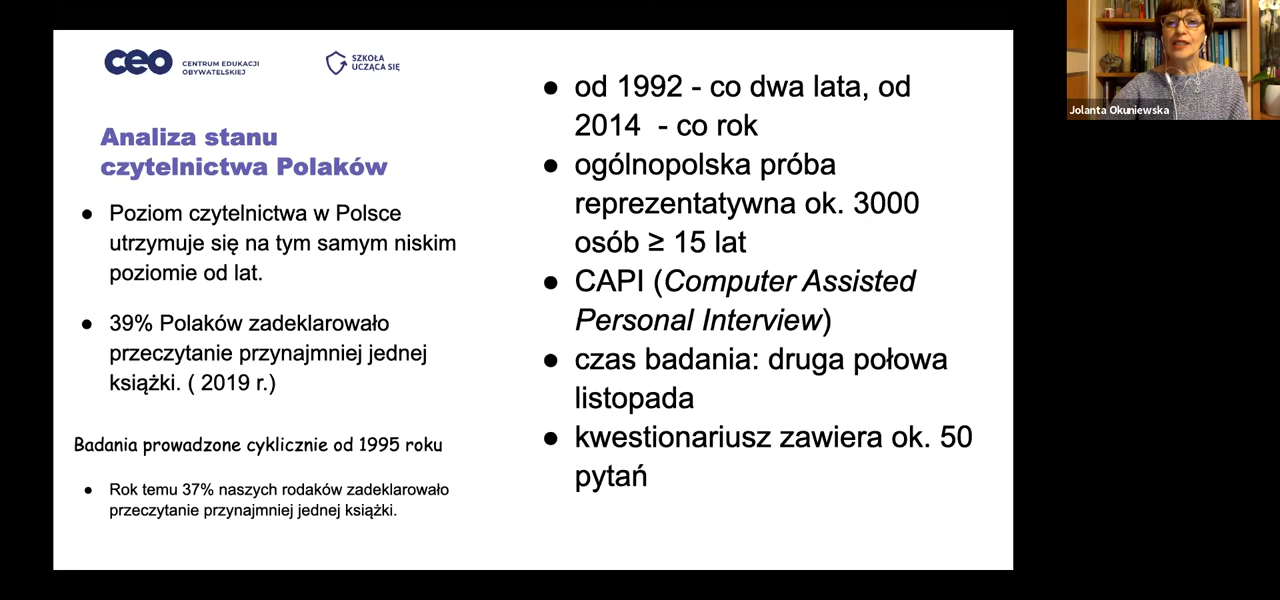 ceo CENTRUM EDUKACJI
OBYWATELSKIEJ
SZKOŁA
UCZĄCA SIĘ
Analiza stanu
czytelnictwa Polaków
● Poziom czytelnictwa w Polsce
utrzymuje się na tym samym niskim
poziomie od lat.
● 39% Polaków zadeklarowało
przeczytanie przynajmniej jednej
książki. ( 2019 r.)
Badania prowadzone cyklicznie od 1995 roku
● Rok temu 37% naszych rodaków zadeklarowało
przeczytanie przynajmniej jednej książki.
● od 1992 - co dwa lata, od
2014 - co rok
● ogólnopolska próba
reprezentatywna ok. 3000
osób ≥ 15 lat
● CAPI (Computer Assisted
Personal Interview)
● czas badania: druga połowa
listopada
● kwestionariusz zawiera ok. 50
pytań
Jolanta Okuniewska